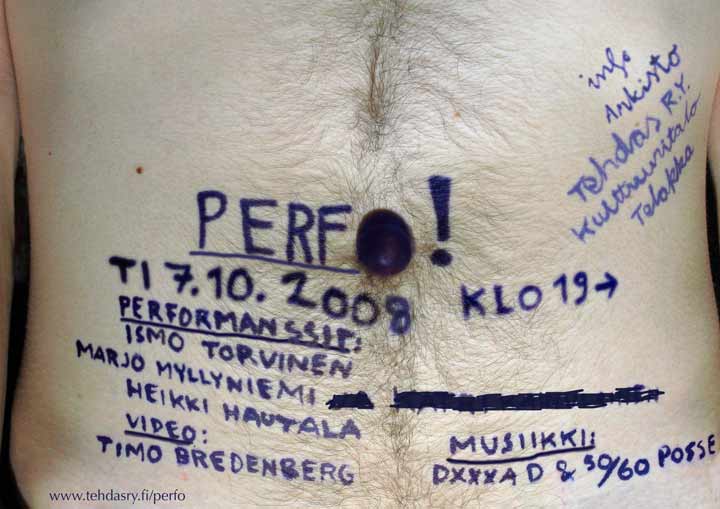 info
Ankisto
Tehdas R.Y.
Kulttuuritalo
Telakka
PERFO!
TI 7.10. 2008 KLO 19→
PERFORMANSSIT:
ISMO TORVINEN
MARJO MYLLYNIEMI
HEIKKI HAUTALA
VIDEO:
TIMO BREDENBERG
MUSIIKKI:
DXXXA D & 50/60 POSSE
www.tehdasry.fi/perfo